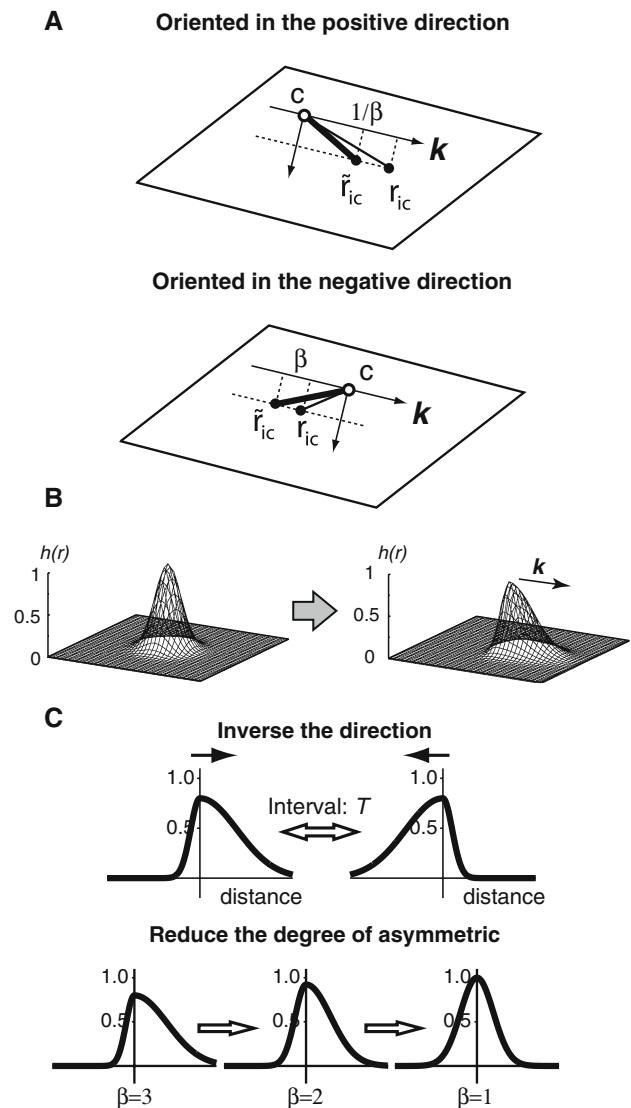 A
Oriented in the positive direction
C
1/β
k
r̃ic
ric
Oriented in the negative direction
β
C
k
r̃ic
ric
B
h(r)
1
0.5
0
h(r)
1
0.5
0
k
C
Inverse the direction
1.0
0.5
distance
Interval: T
1.0
0.5
distance
Reduce the degree of asymmetric
1.0
0.5
β=3
1.0
0.5
β=2
1.0
0.5
β=1